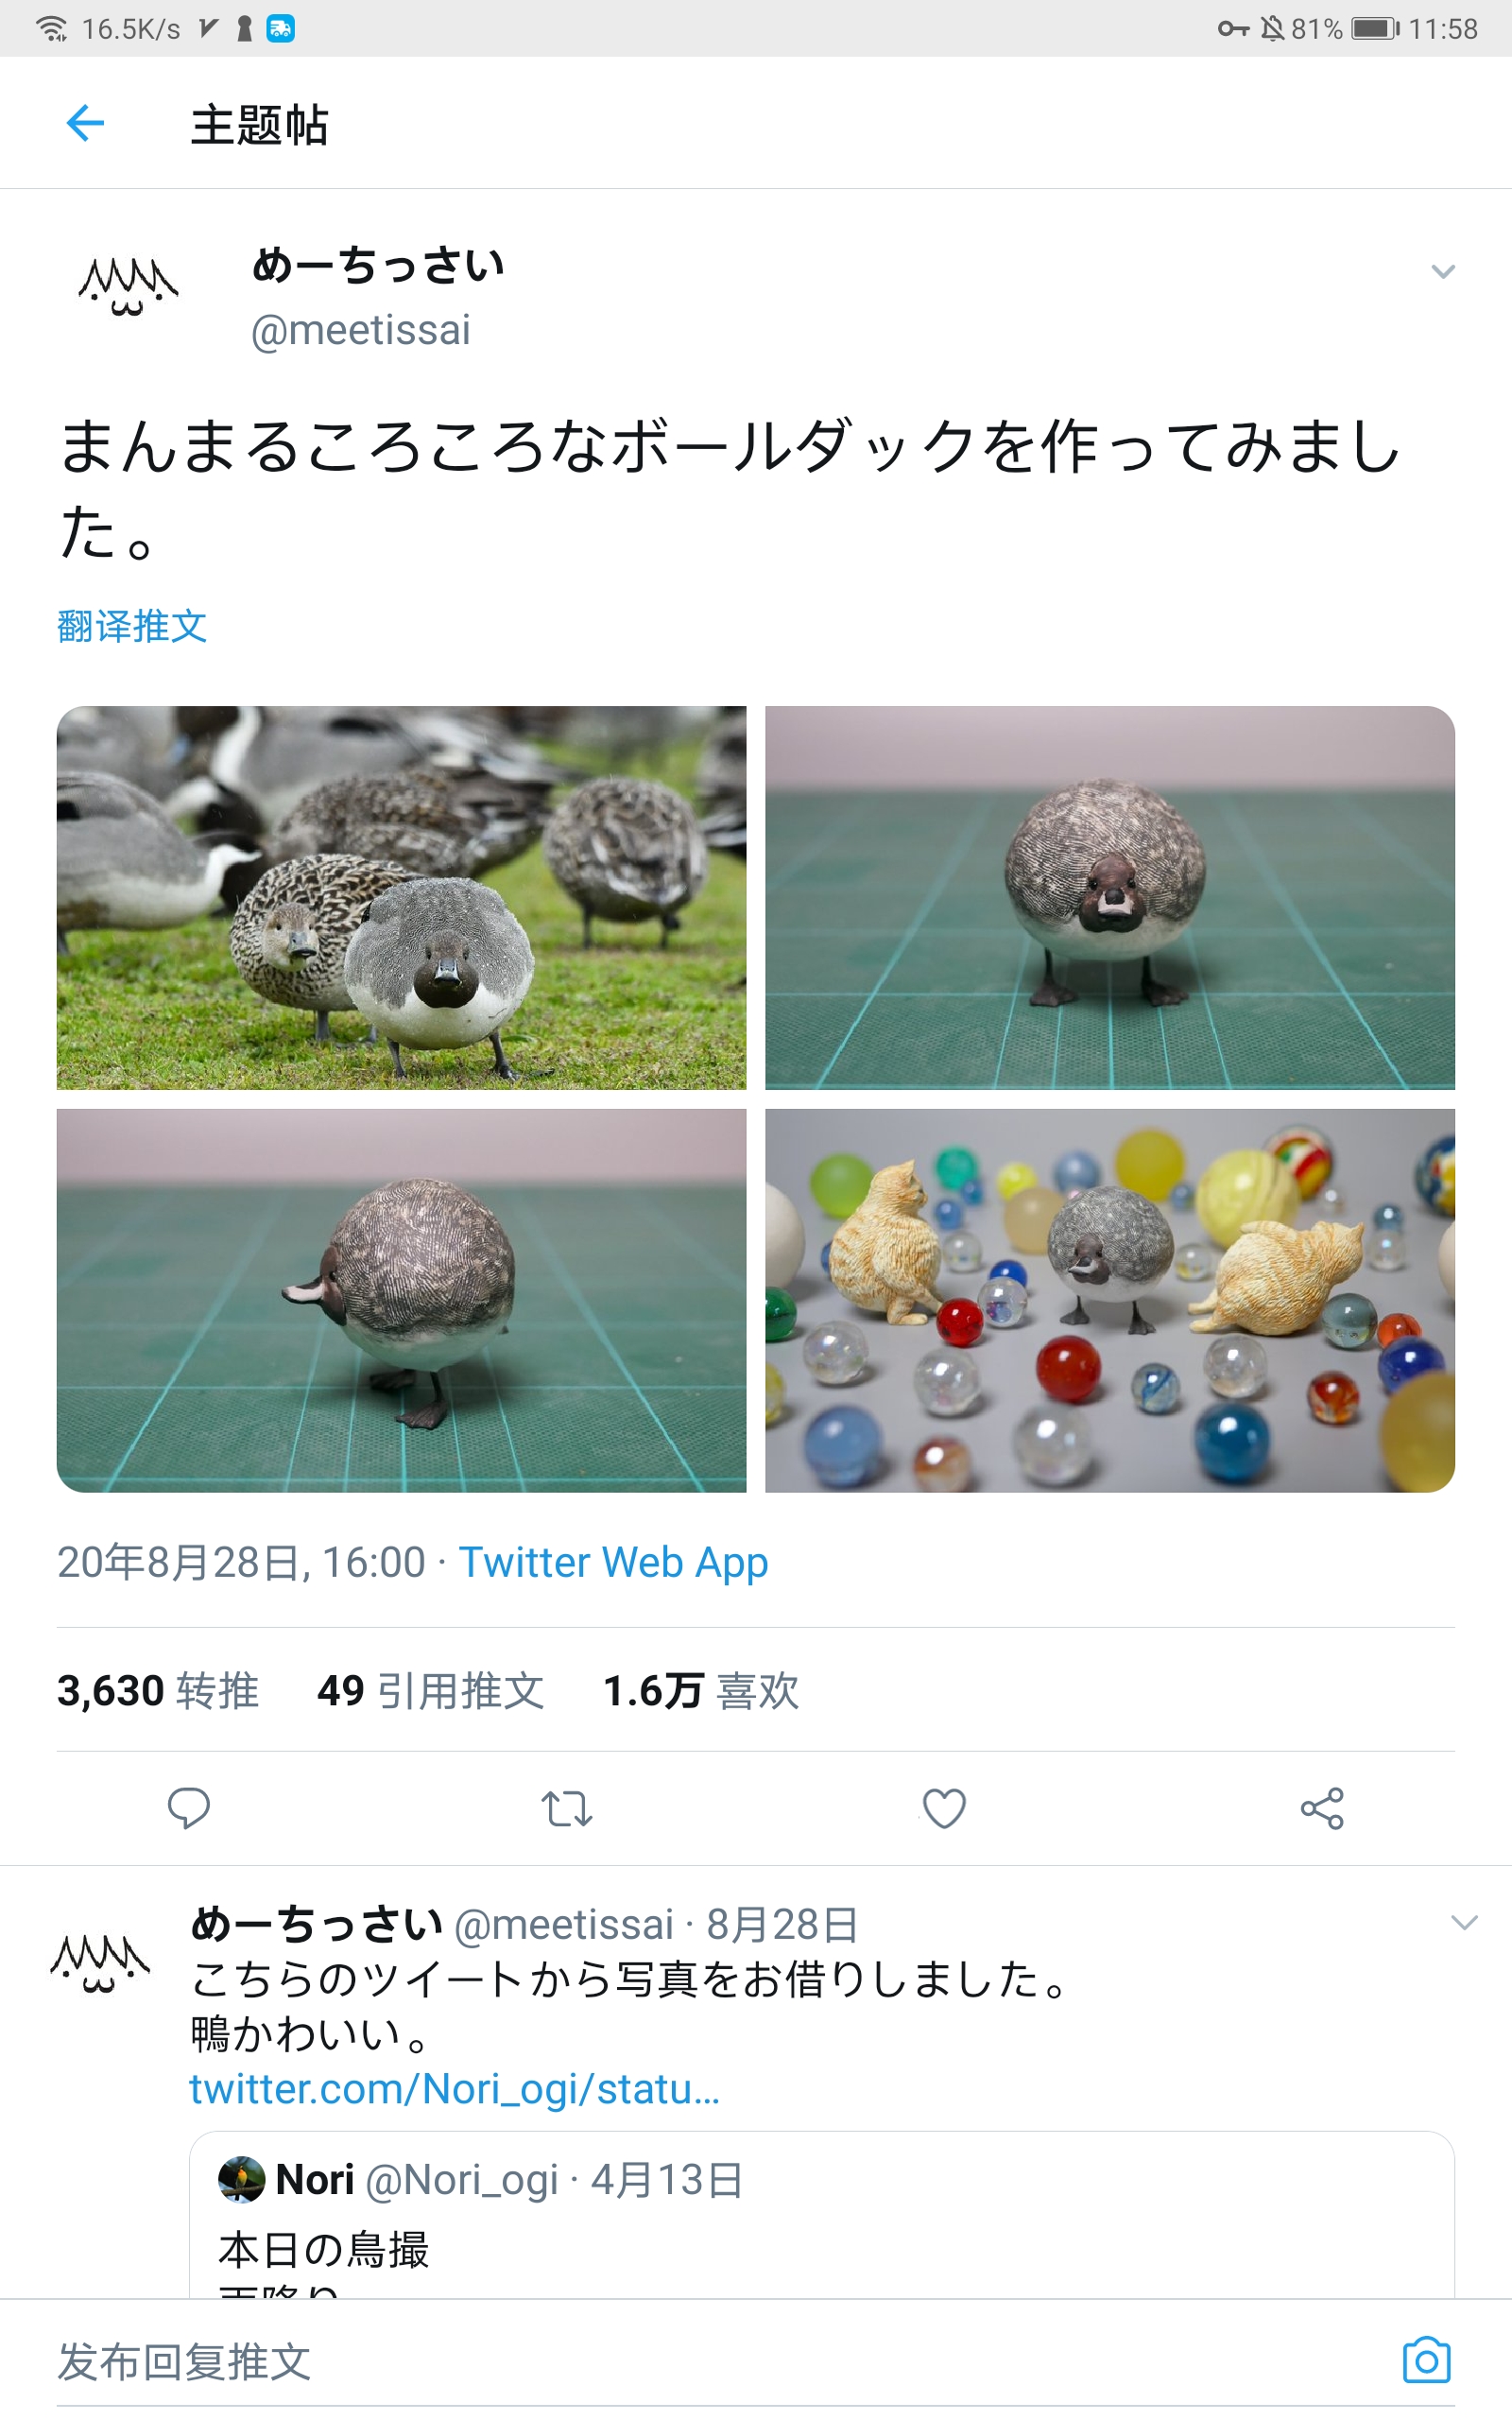 16.5K/s
81% 11:58
主题帖
めーちっさい
@meetissai
まんまるころころなボールダックを作ってみまし
た。
翻译推文
20年8月28日, 16:00 · Twitter Web App
3,630 转推 49 引用推文 1.6万 喜欢
めーちっさい @meetissai · 8月28日
こちらのツイートから写真をお借りしました。
鴨かわいい。
twitter.com/Nori_ogi/statu…
Nori @Nori_ogi · 4月13日
本日の鳥撮
雨降り
发布回复推文